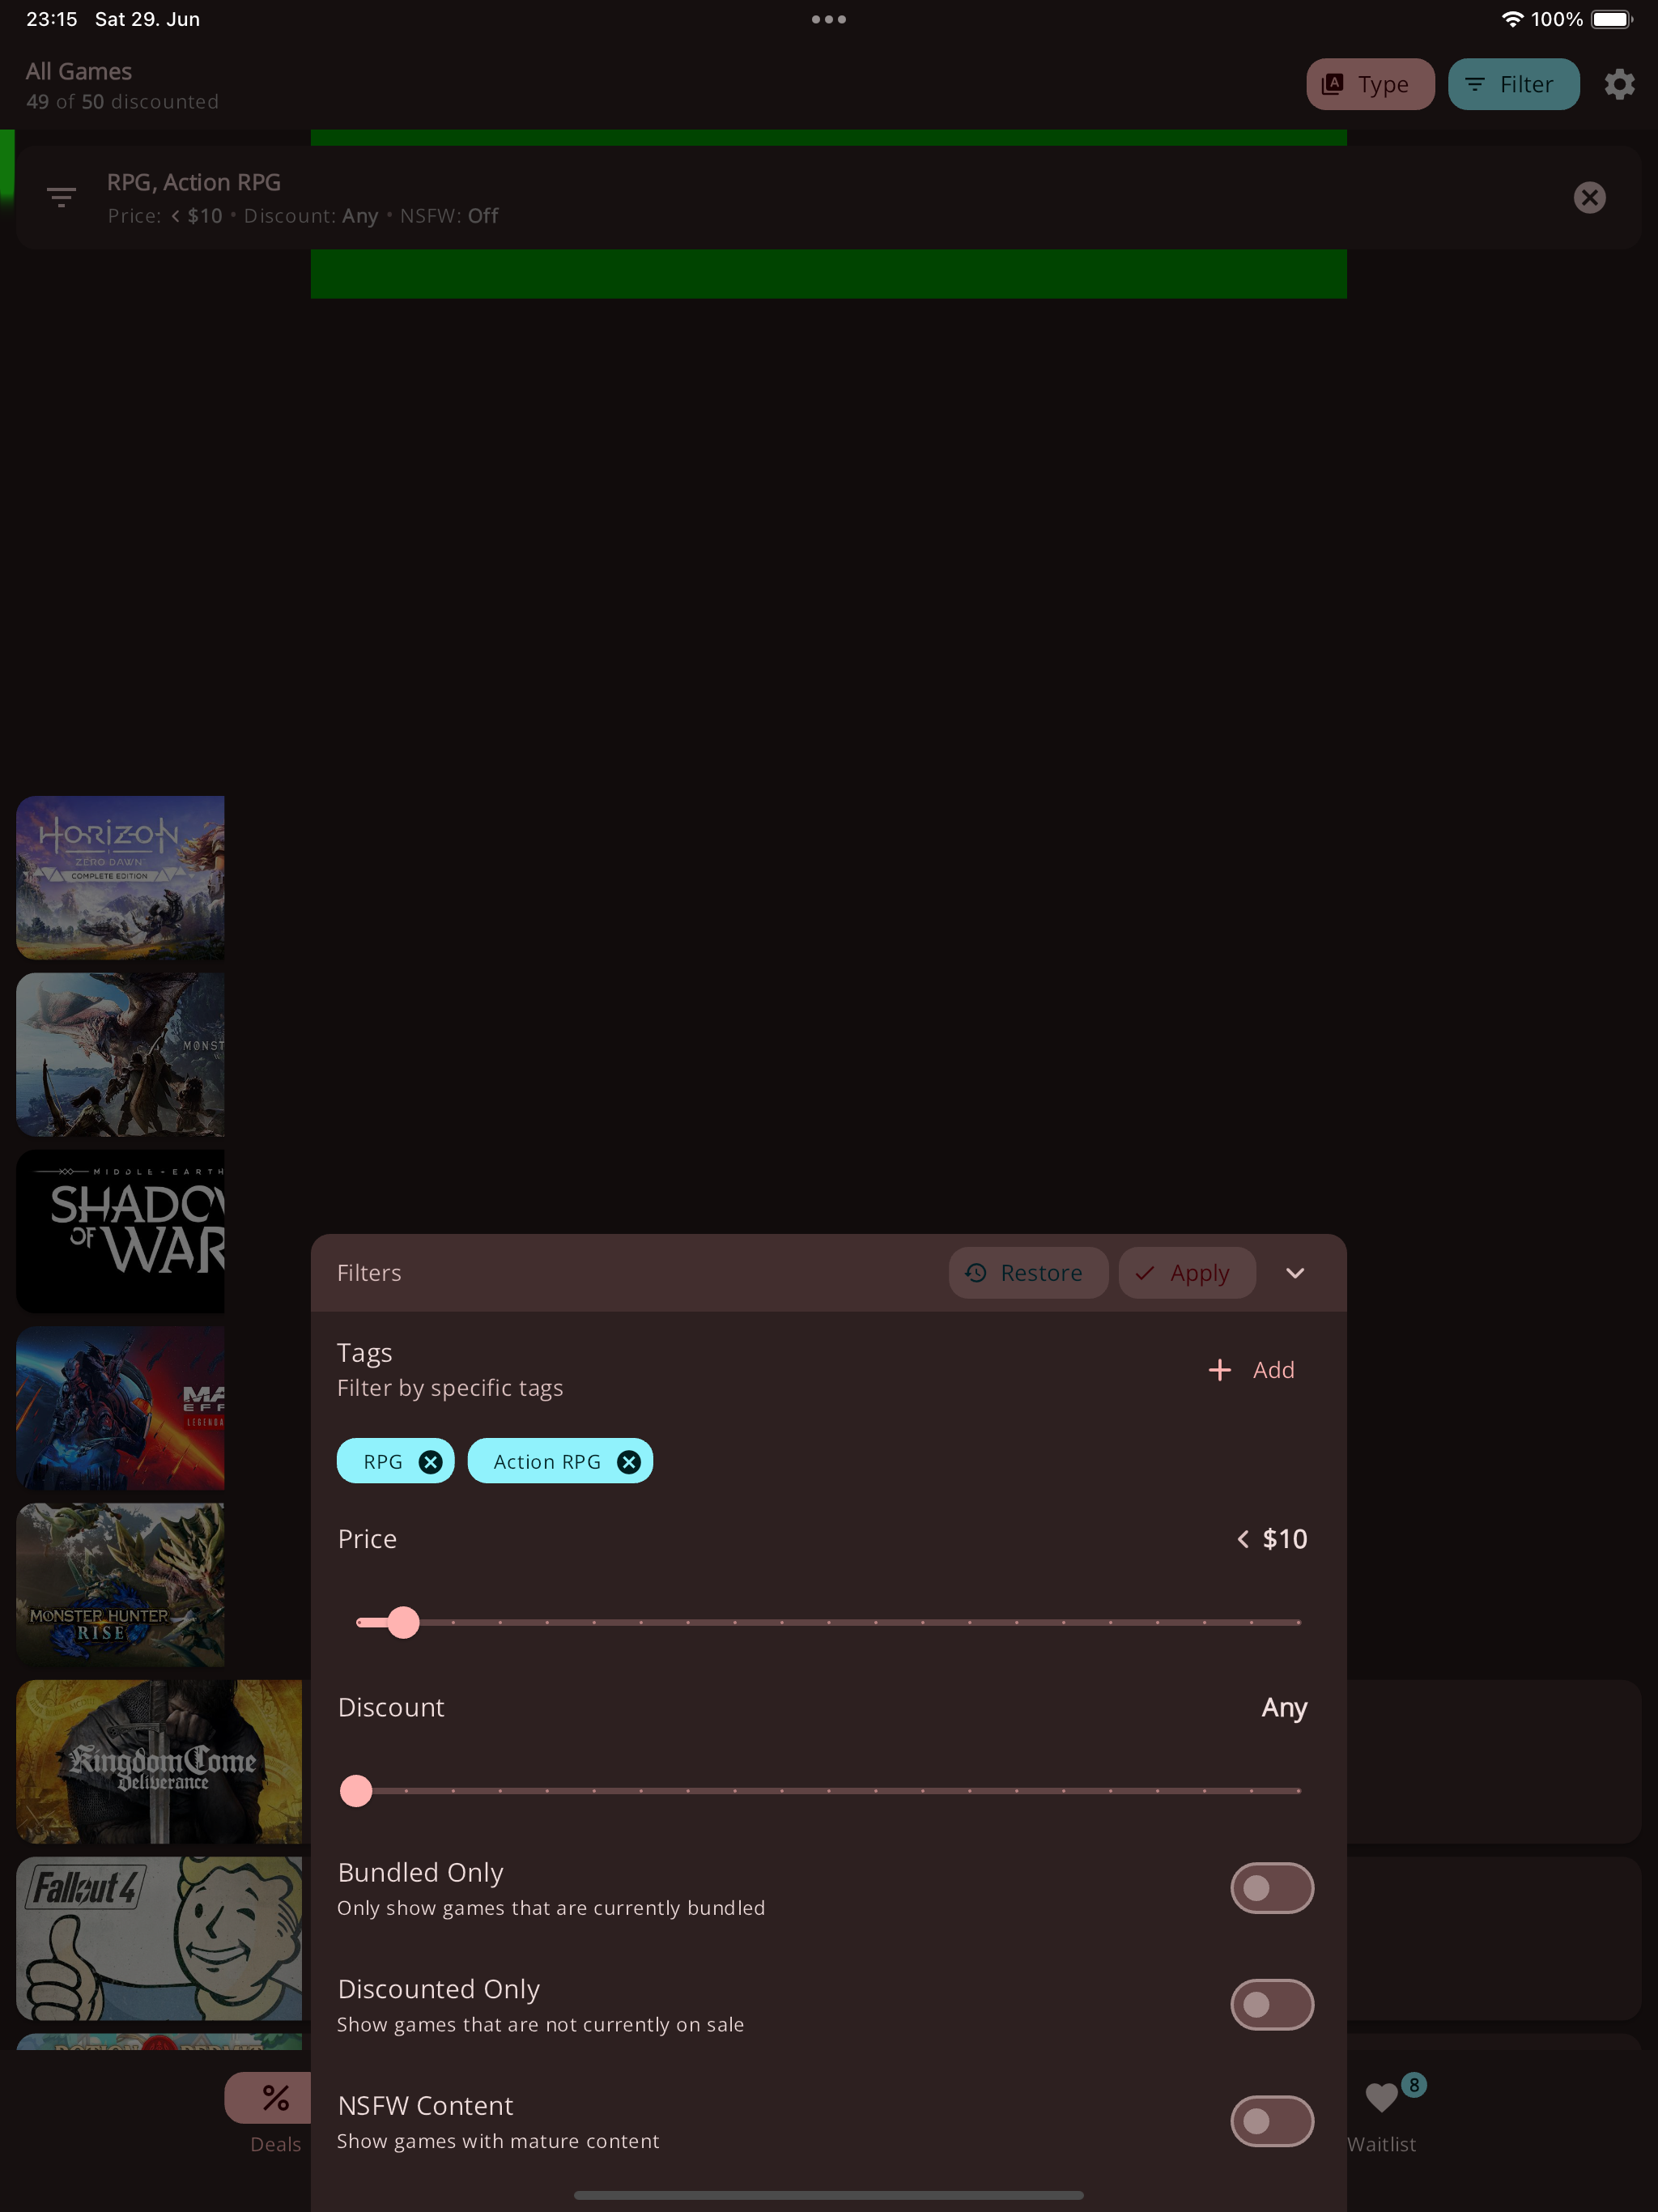 23:15 Sat 29. Jun
100%
All Games
49 of 50 discounted
Type
Filter
RPG, Action RPG
Price: < $10 • Discount: Any • NSFW: Off
HORIZON
ZERO DAWN
COMPLETE EDITION
MONST
MIDDLE-EARTH
SHADOW
OF WAR
MA
EFF
LEGENDA
MONSTER HUNTER
RISE
Kingdom Come
Deliverance
Fallout 4
Filters
Restore
Apply
Tags
Filter by specific tags
Add
RPG
Action RPG
Price
< $10
Discount
Any
Bundled Only
Only show games that are currently bundled
Discounted Only
Show games that are not currently on sale
NSFW Content
Show games with mature content
%
Deals
8
Waitlist